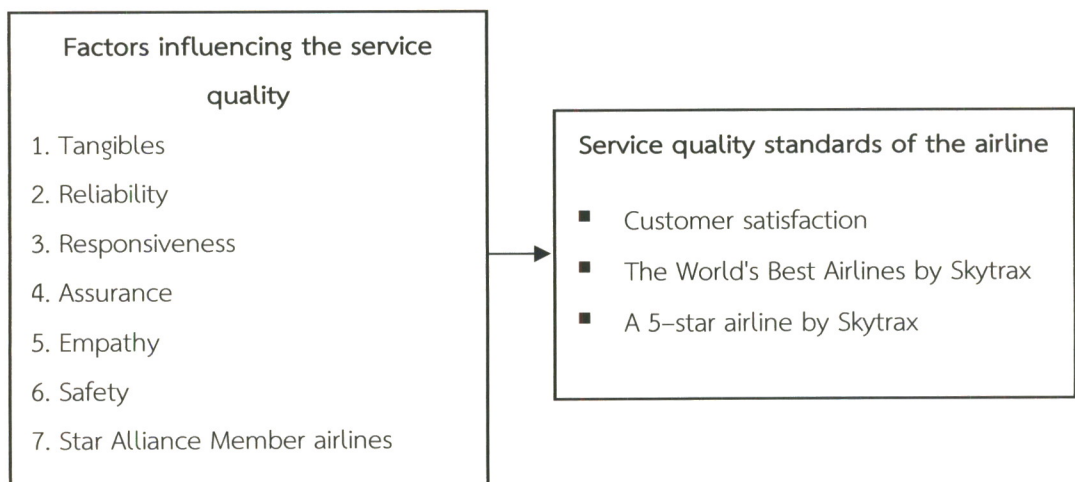 Factors influencing the service
quality
1. Tangibles
2. Reliability
3. Responsiveness
4. Assurance
5. Empathy
6. Safety
7. Star Alliance Member airlines
Service quality standards of the airline
■ Customer satisfaction
■ The World's Best Airlines by Skytrax
■ A 5–star airline by Skytrax